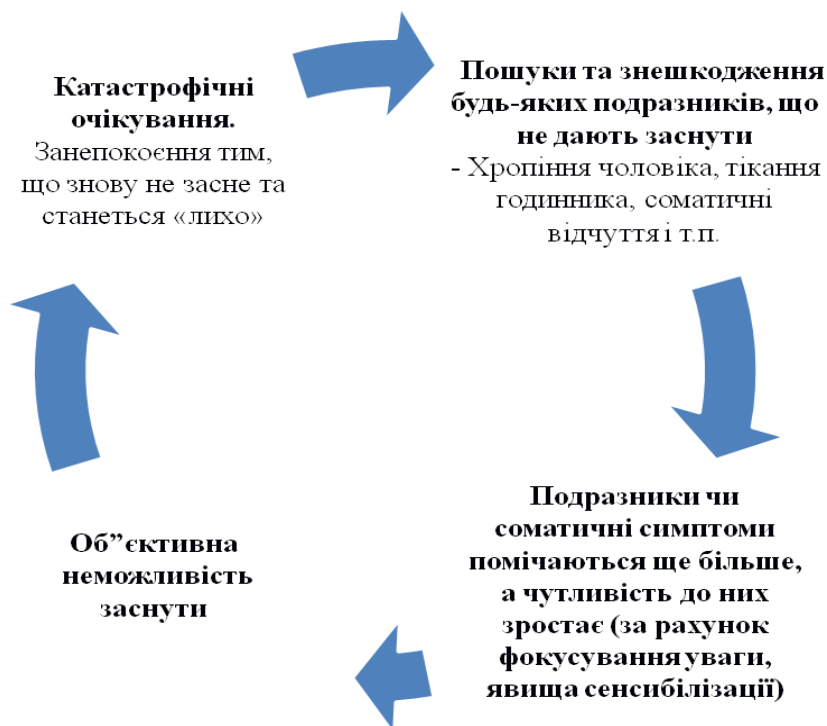 Катастрофічні
очікування.
Занепокоєння тим,
що знову не засне та
станеться «лихо»
Пошуки та знешкодження
будь-яких подразників, що
не дають заснути
- Хропіння чоловіка, тікання
годинника, соматичні
відчуття і т.п.
Подразники чи
соматичні симптоми
помічаються ще більше,
а чутливість до них
зростає (за рахунок
фокусування уваги,
явища сенсибілізації)
Об”єктивна
неможливість
заснути